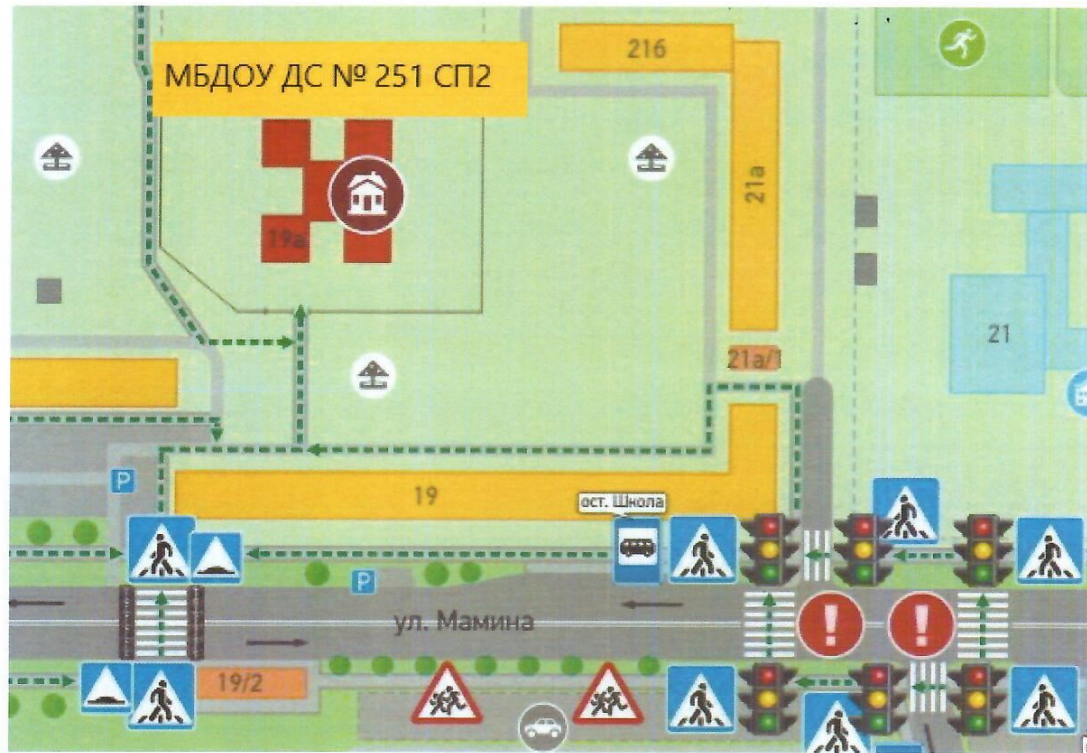 МБДОУ ДС № 251 СП2
21б
21а
19а
21
21а/1
P
19
ост. Школа
P
ул. Мамина
19/2
!
!